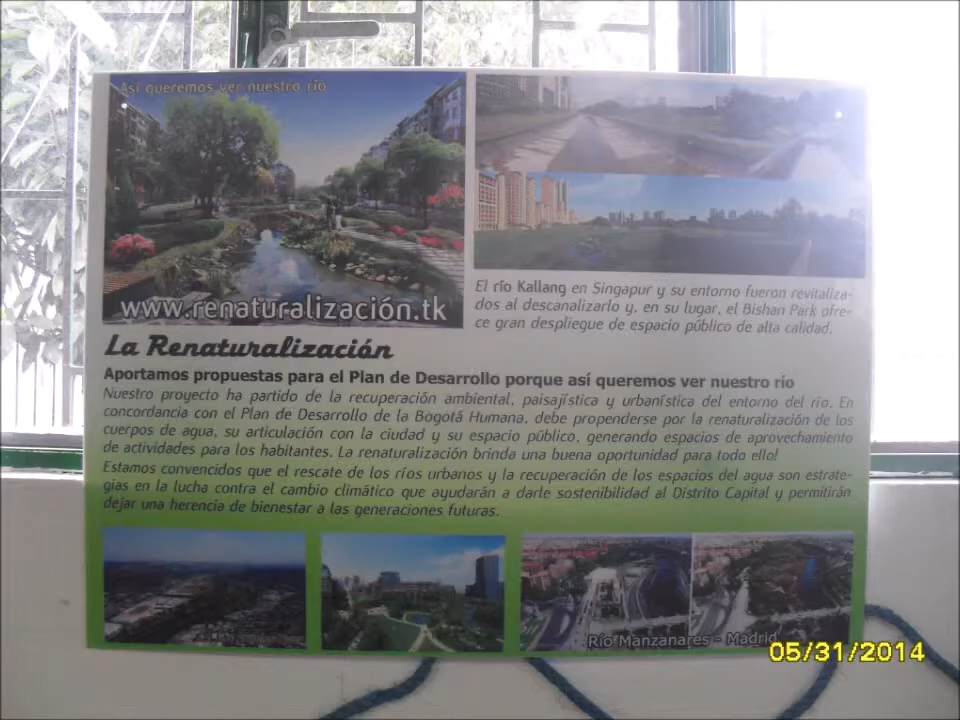 Así queremos ver nuestro río
www.renaturalización.tk
El río Kallang en Singapur y su entorno fueron revitaliza-
dos al descanalizarlo y, en su lugar, el Bishan Park ofre-
ce gran despliegue de espacio público de alta calidad.
La Renaturalización
Aportamos propuestas para el Plan de Desarrollo porque así queremos ver nuestro río
Nuestro proyecto ha partido de la recuperación ambiental, paisajística y urbanística del entorno del río. En
concordancia con el Plan de Desarrollo de la Bogotá Humana, debe propenderse por la renaturalización de los
cuerpos de agua, su articulación con la ciudad y su espacio público, generando espacios de aprovechamiento
de actividades para los habitantes. La renaturalización brinda una buena oportunidad para todo ello!
Estamos convencidos que el rescate de los ríos urbanos y la recuperación de los espacios del agua son estrate-
gias en la lucha contra el cambio climático que ayudarán a darle sostenibilidad al Distrito Capital y permitirán
dejar una herencia de bienestar a las generaciones futuras.
Río Manzanares - Madrid
05/31/2014